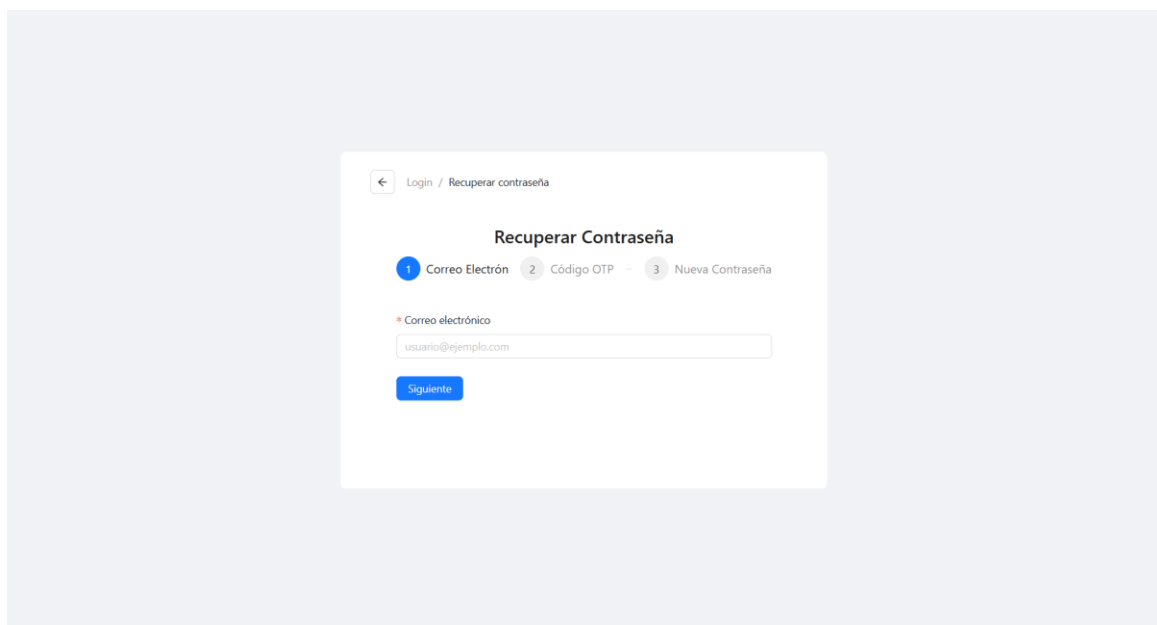 Login / Recuperar contraseña
Recuperar Contraseña
1 Correo Electrón 2 Código OTP 3 Nueva Contraseña
* Correo electrónico
usuario@ejemplo.com
Siguiente